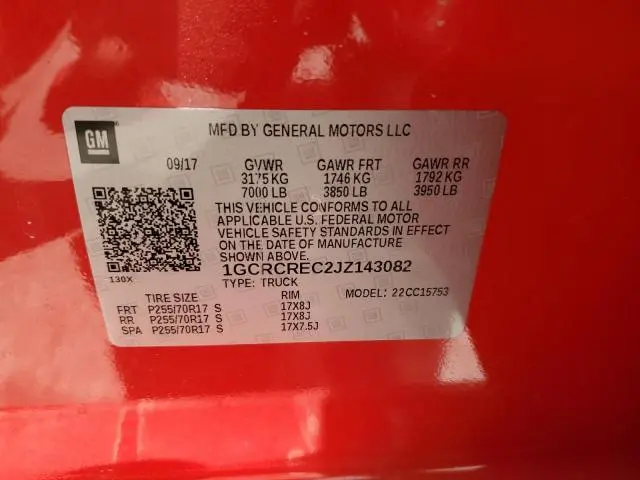 GM
MFD BY GENERAL MOTORS LLC
09/17 GVWR GAWR FRT GAWR RR
3175 KG 1746 KG 1792 KG
7000 LB 3850 LB 3950 LB
THIS VEHICLE CONFORMS TO ALL
APPLICABLE U.S. FEDERAL MOTOR
VEHICLE SAFETY STANDARDS IN EFFECT
ON THE DATE OF MANUFACTURE
SHOWN ABOVE.
130X
1GCRCREC2JZ143082
TYPE: TRUCK MODEL: 22CC15753
TIRE SIZE RIM
FRT P255/70R17 S 17X8J
RR P255/70R17 S 17X8J
SPA P255/70R17 S 17X7.5J